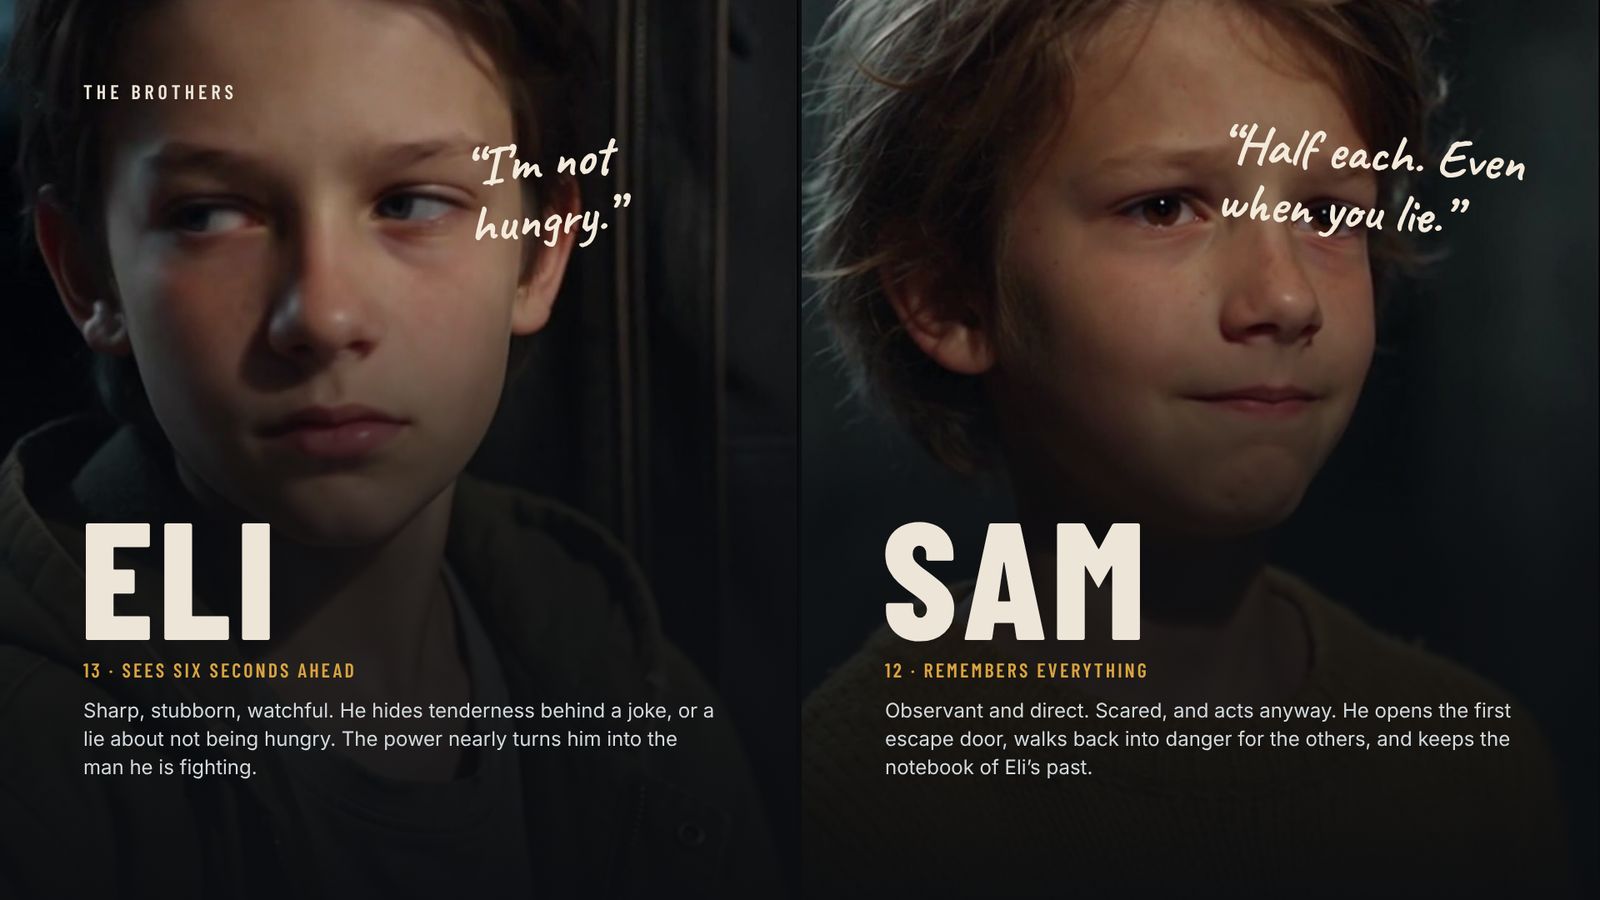 THE BROTHERS
“I’m not
hungry.”
ELI
13 · SEES SIX SECONDS AHEAD
Sharp, stubborn, watchful. He hides tenderness behind a joke, or a
lie about not being hungry. The power nearly turns him into the
man he is fighting.
“Half each. Even
when you lie.”
SAM
12 · REMEMBERS EVERYTHING
Observant and direct. Scared, and acts anyway. He opens the first
escape door, walks back into danger for the others, and keeps the
notebook of Eli’s past.